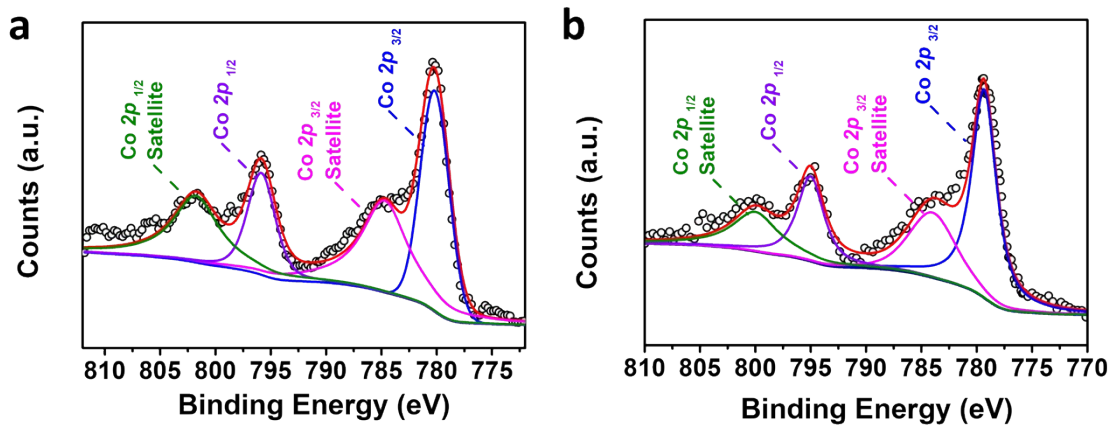 a
Co 2p 1/2
Satellite
Co 2p 1/2
Co 2p 3/2
Satellite
Co 2p 3/2
Counts (a.u.)
810 805 800 795 790 785 780 775
Binding Energy (eV)
b
Co 2p 1/2
Satellite
Co 2p 1/2
Co 2p 3/2
Satellite
Co 2p 3/2
Counts (a.u.)
810 805 800 795 790 785 780 775 770
Binding Energy (eV)